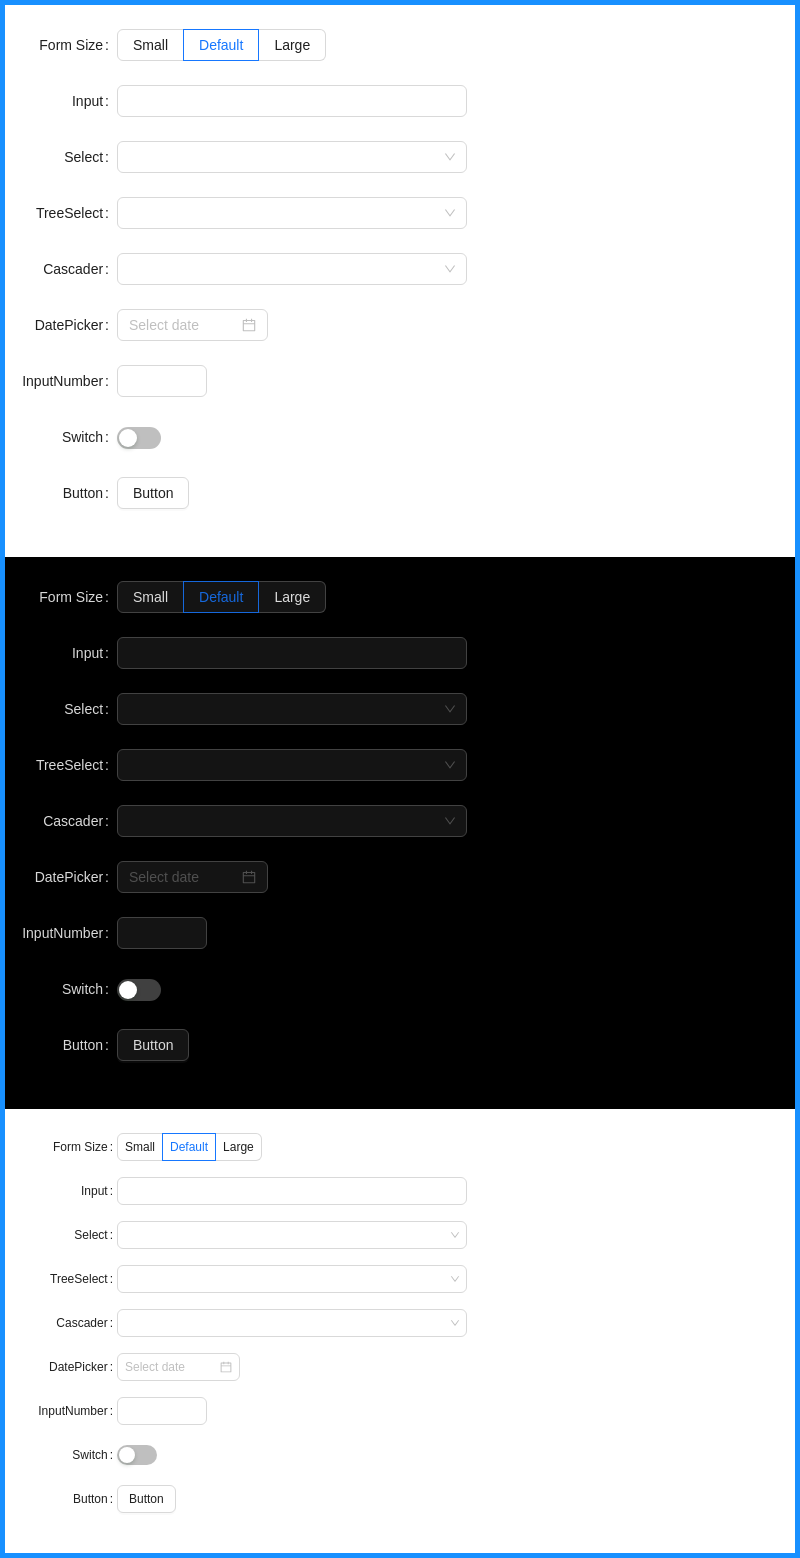 Form Size: Small Default Large
Input:
Select:
TreeSelect:
Cascader:
DatePicker: Select date
InputNumber:
Switch:
Button: Button
Form Size: Small Default Large
Input:
Select:
TreeSelect:
Cascader:
DatePicker: Select date
InputNumber:
Switch:
Button: Button
Form Size: Small Default Large
Input:
Select:
TreeSelect:
Cascader:
DatePicker: Select date
InputNumber:
Switch:
Button: Button